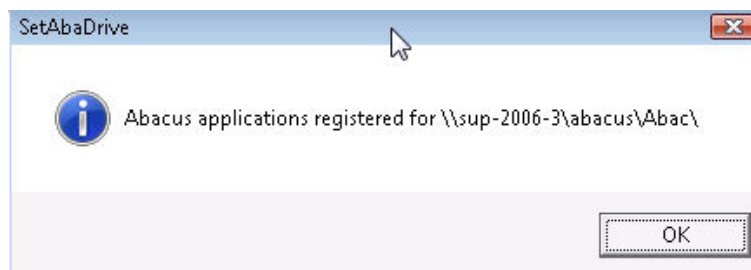 SetAbaDrive
Abacus applications registered for \\sup-2006-3\abacus\Abac\
OK